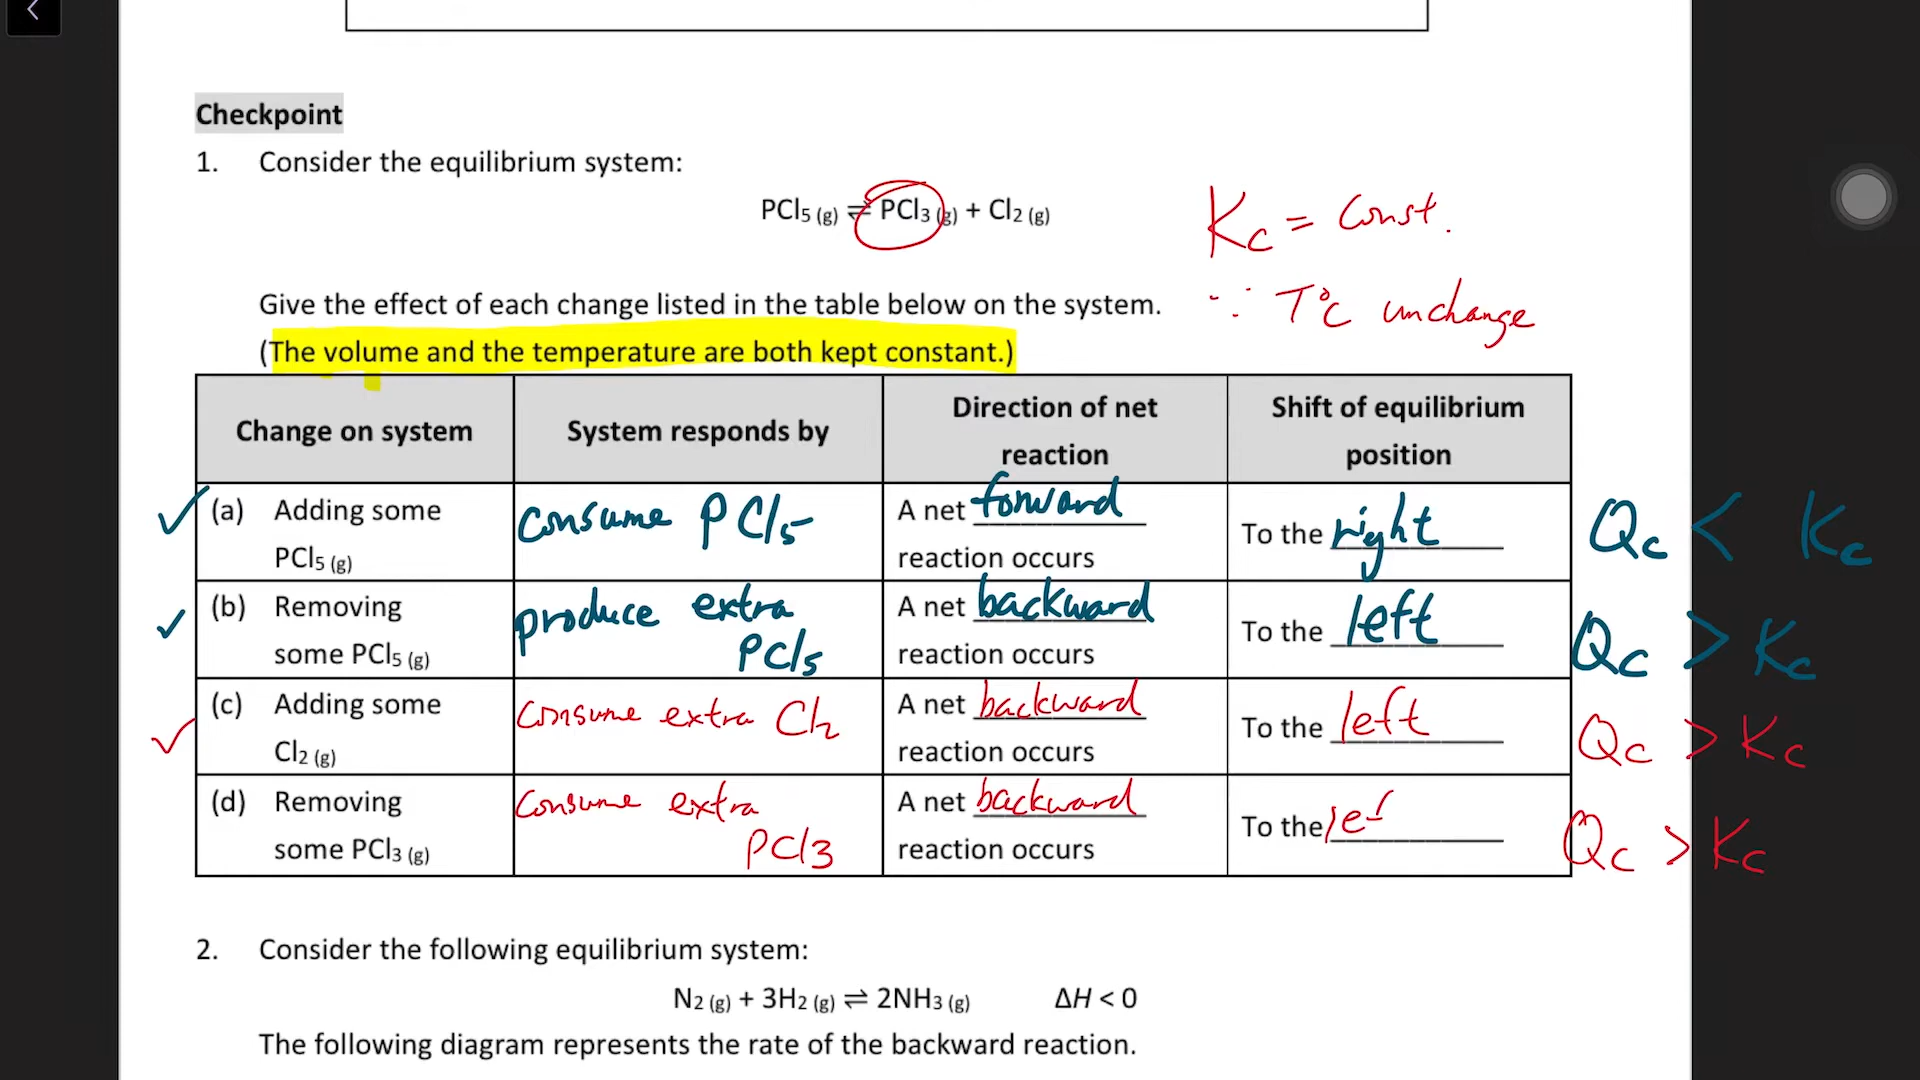 Checkpoint
1. Consider the equilibrium system:
PCl5 (g) ⇌ PCl3 (g) + Cl2 (g)
Kc = const.
∵ T°C unchange
Give the effect of each change listed in the table below on the system.
(The volume and the temperature are both kept constant.)
Change on system
System responds by
Direction of net
reaction
Shift of equilibrium
position
(a) Adding some
PCl5 (g)
consume PCl5
A net forward
reaction occurs
To the right
Qc < Kc
(b) Removing
some PCl5 (g)
produce extra
PCl5
A net backward
reaction occurs
To the left
Qc > Kc
(c) Adding some
Cl2 (g)
consume extra Cl2
A net backward
reaction occurs
To the left
Qc > Kc
(d) Removing
some PCl3 (g)
consume extra
PCl3
A net backward
reaction occurs
To the lef
Qc > Kc
2. Consider the following equilibrium system:
N2 (g) + 3H2 (g) ⇌ 2NH3 (g) ΔH < 0
The following diagram represents the rate of the backward reaction.